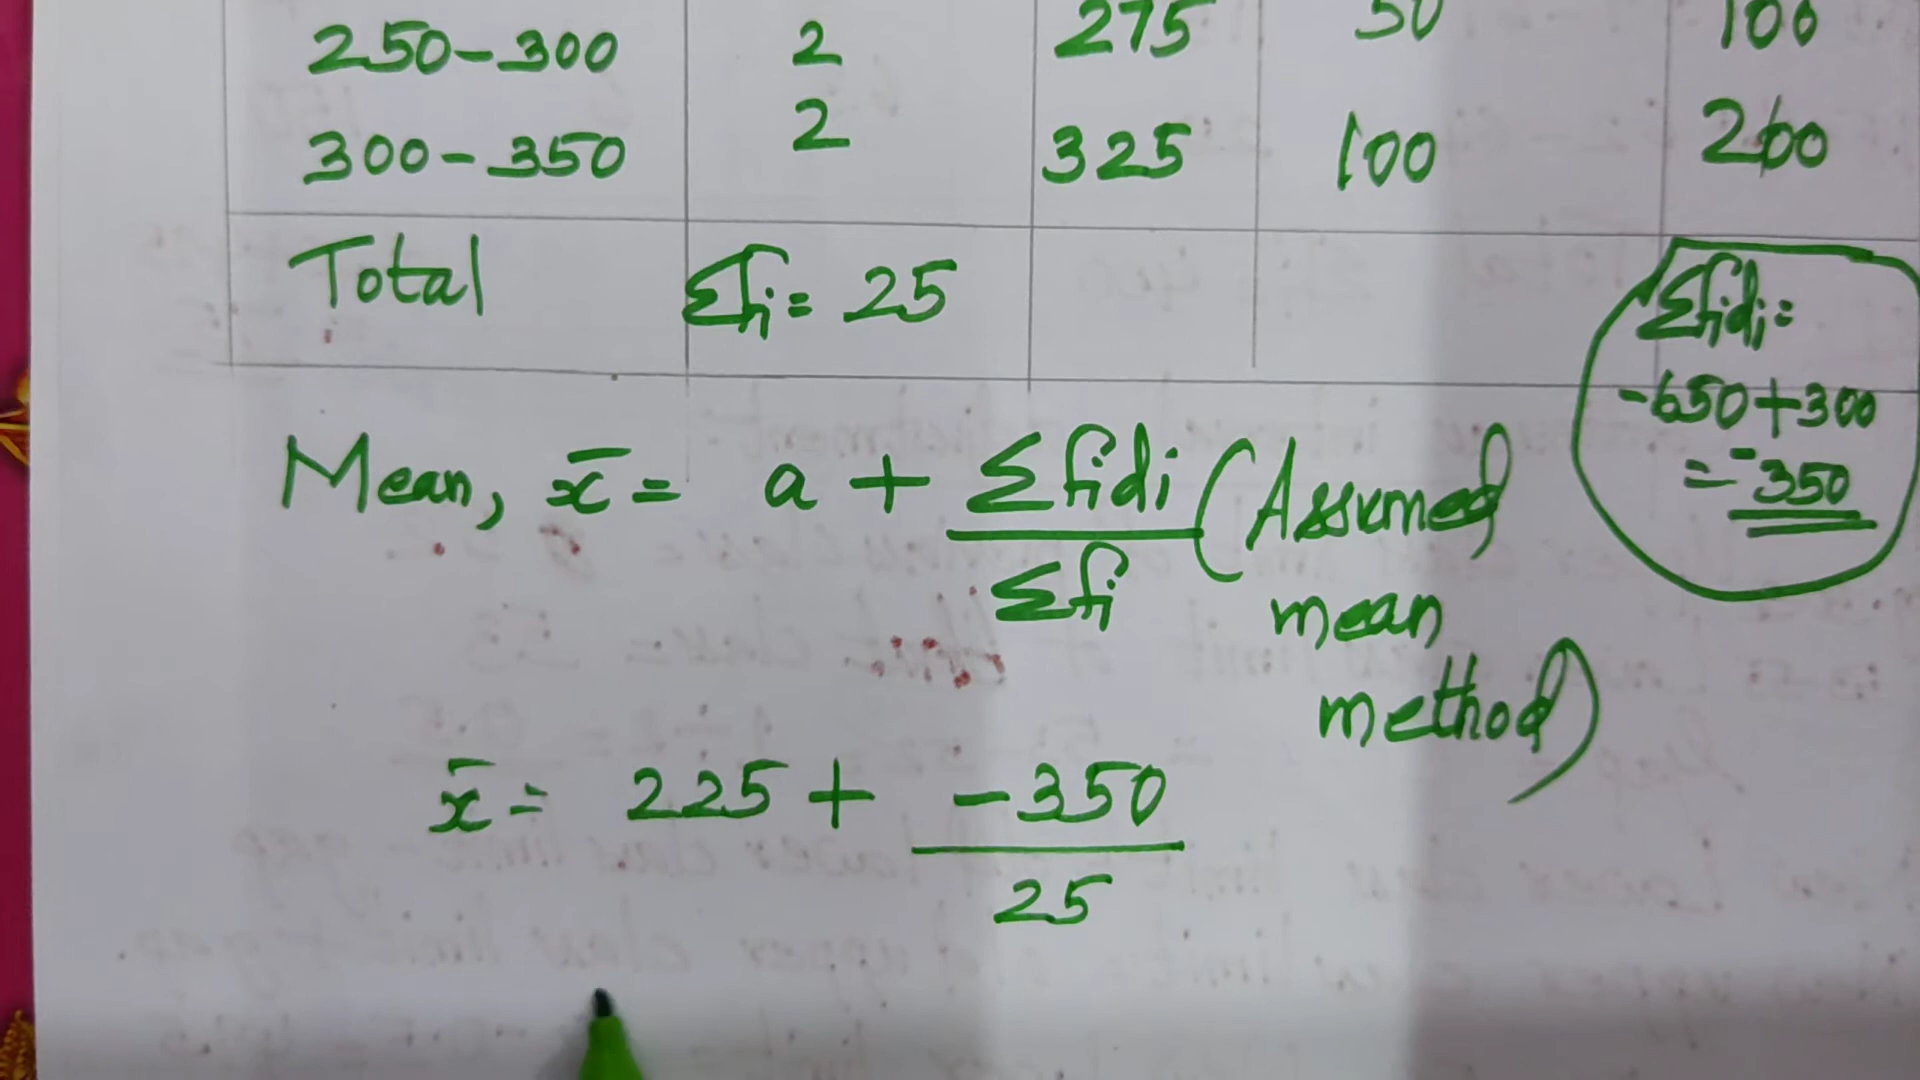 250-300 2 275 50 100
300-350 2 325 100 200
Total Σfi = 25 Σfidi =
-650+300
= -350
Mean, x̄ = a + Σfidi (Assumed
Σfi mean
method)
x̄ = 225 + -350
25